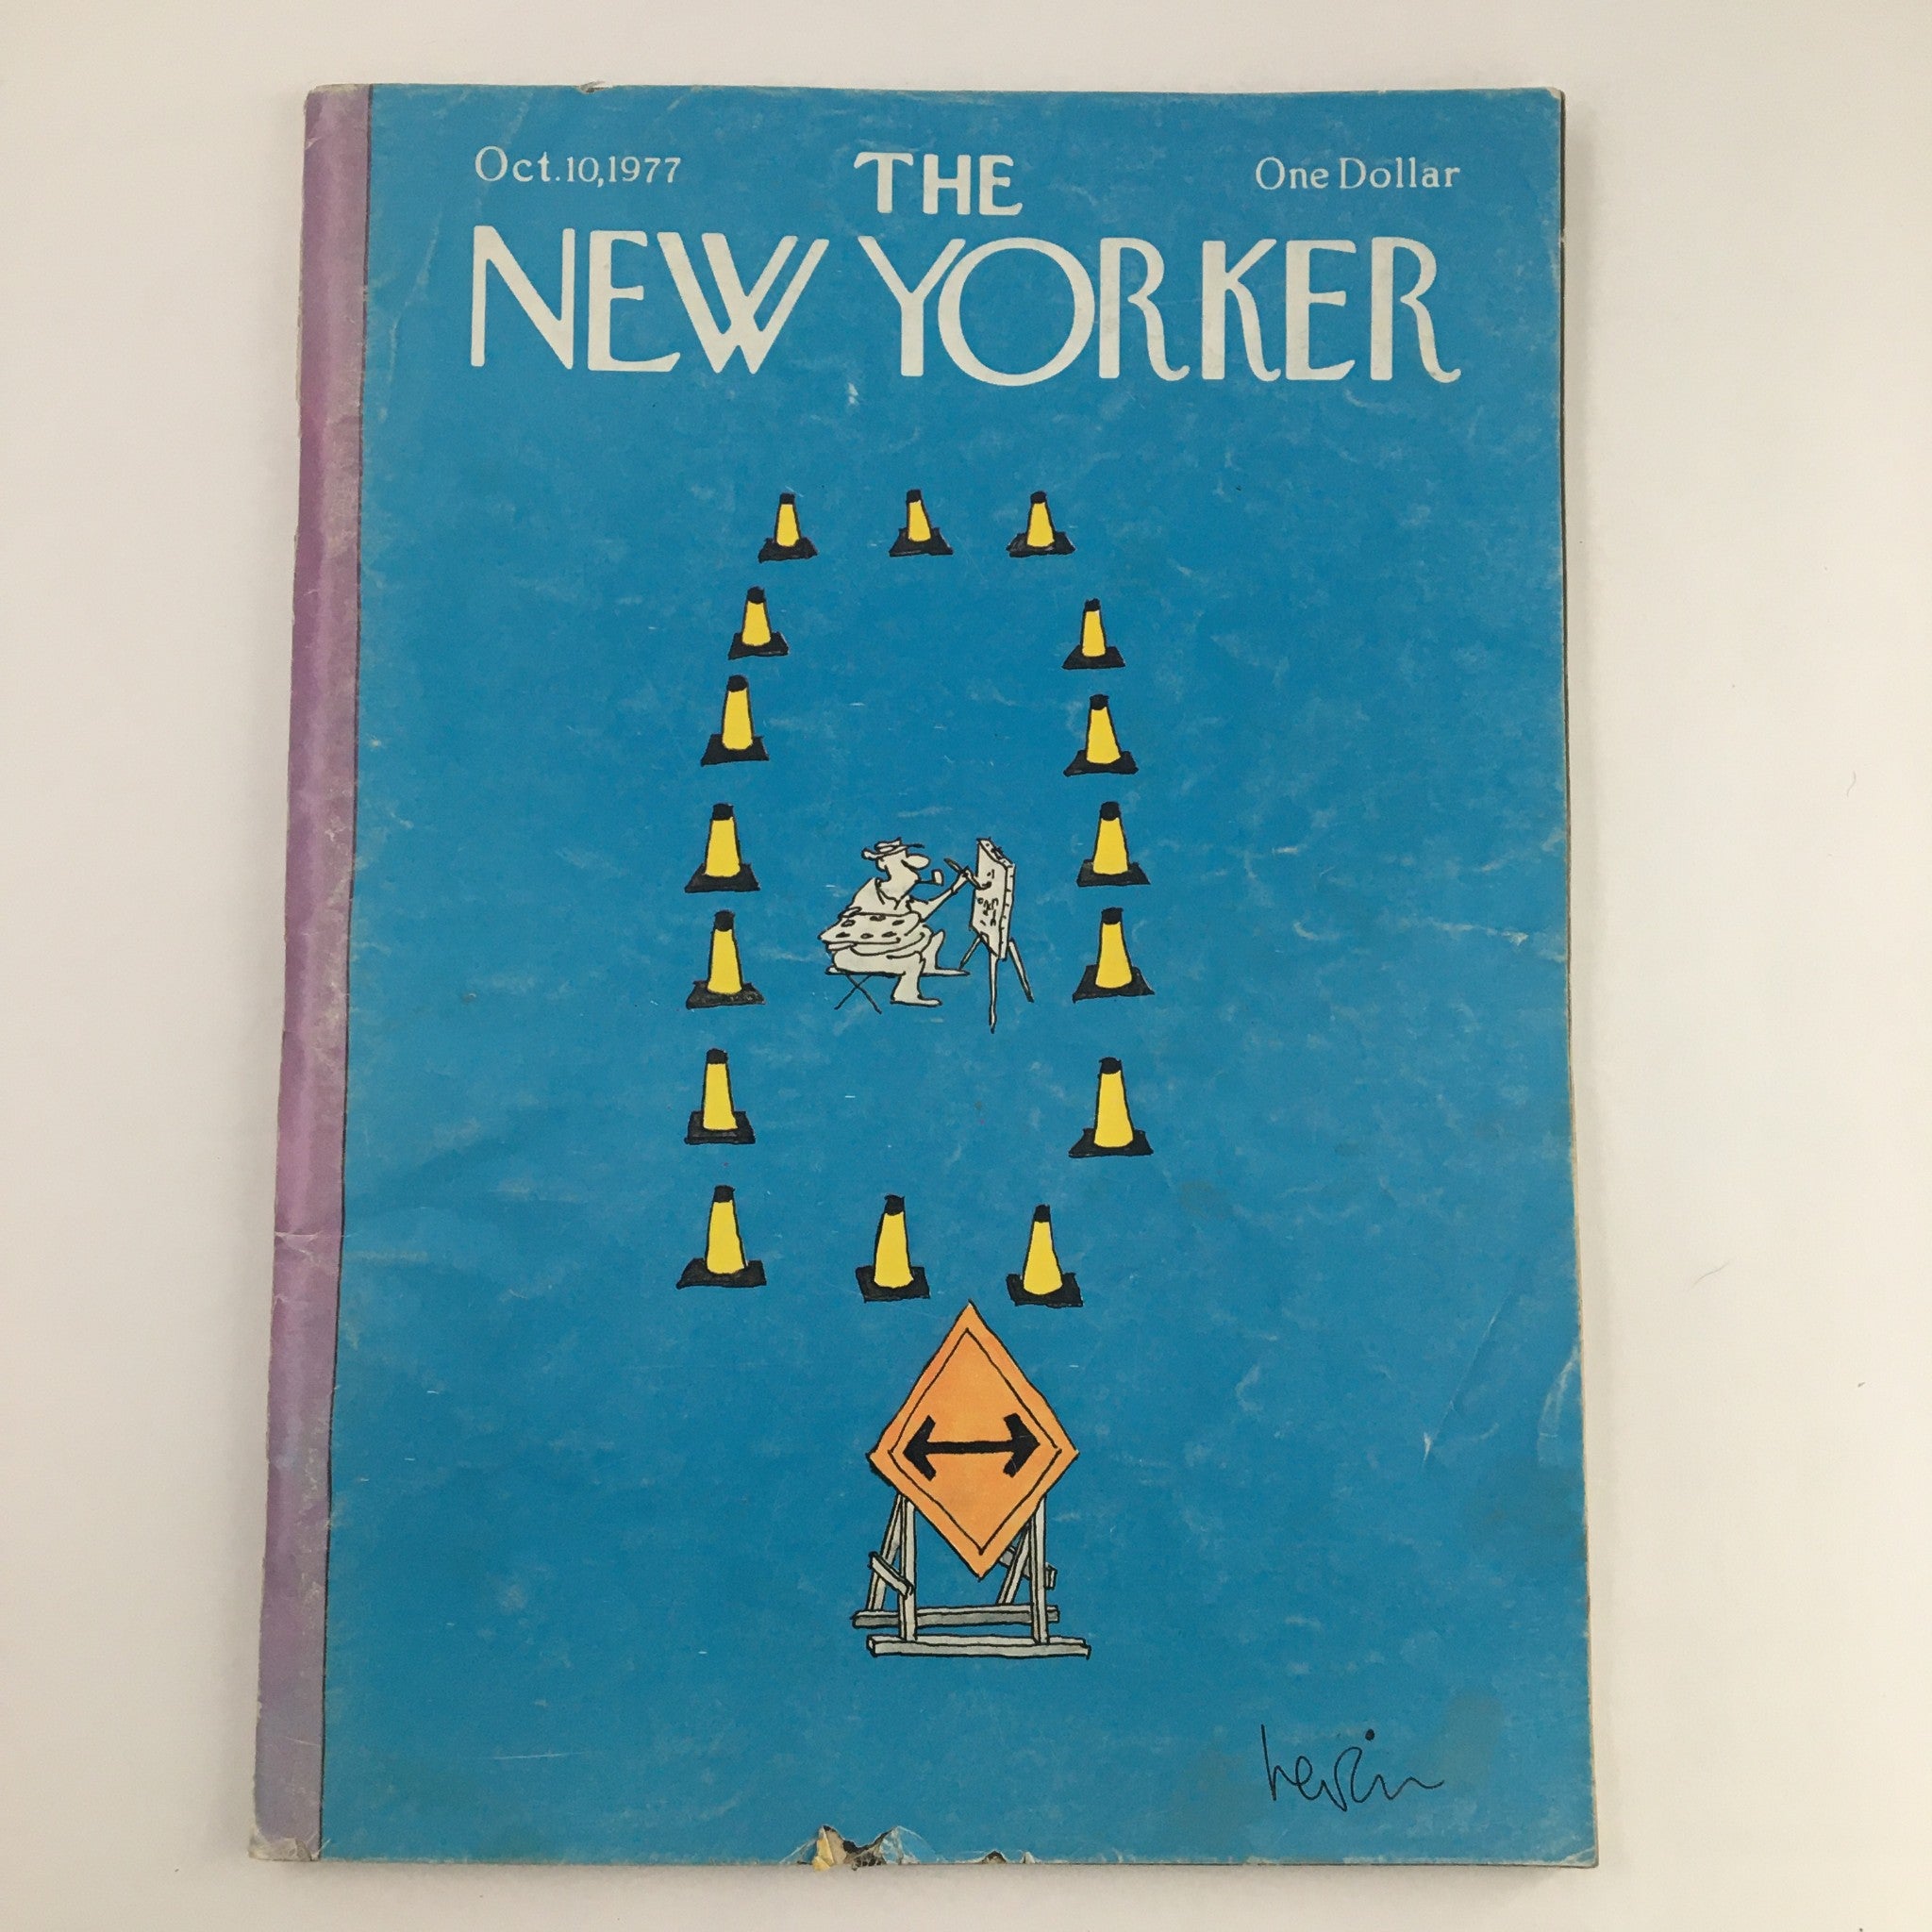 Oct.10,1977
THE
One Dollar
NEW YORKER